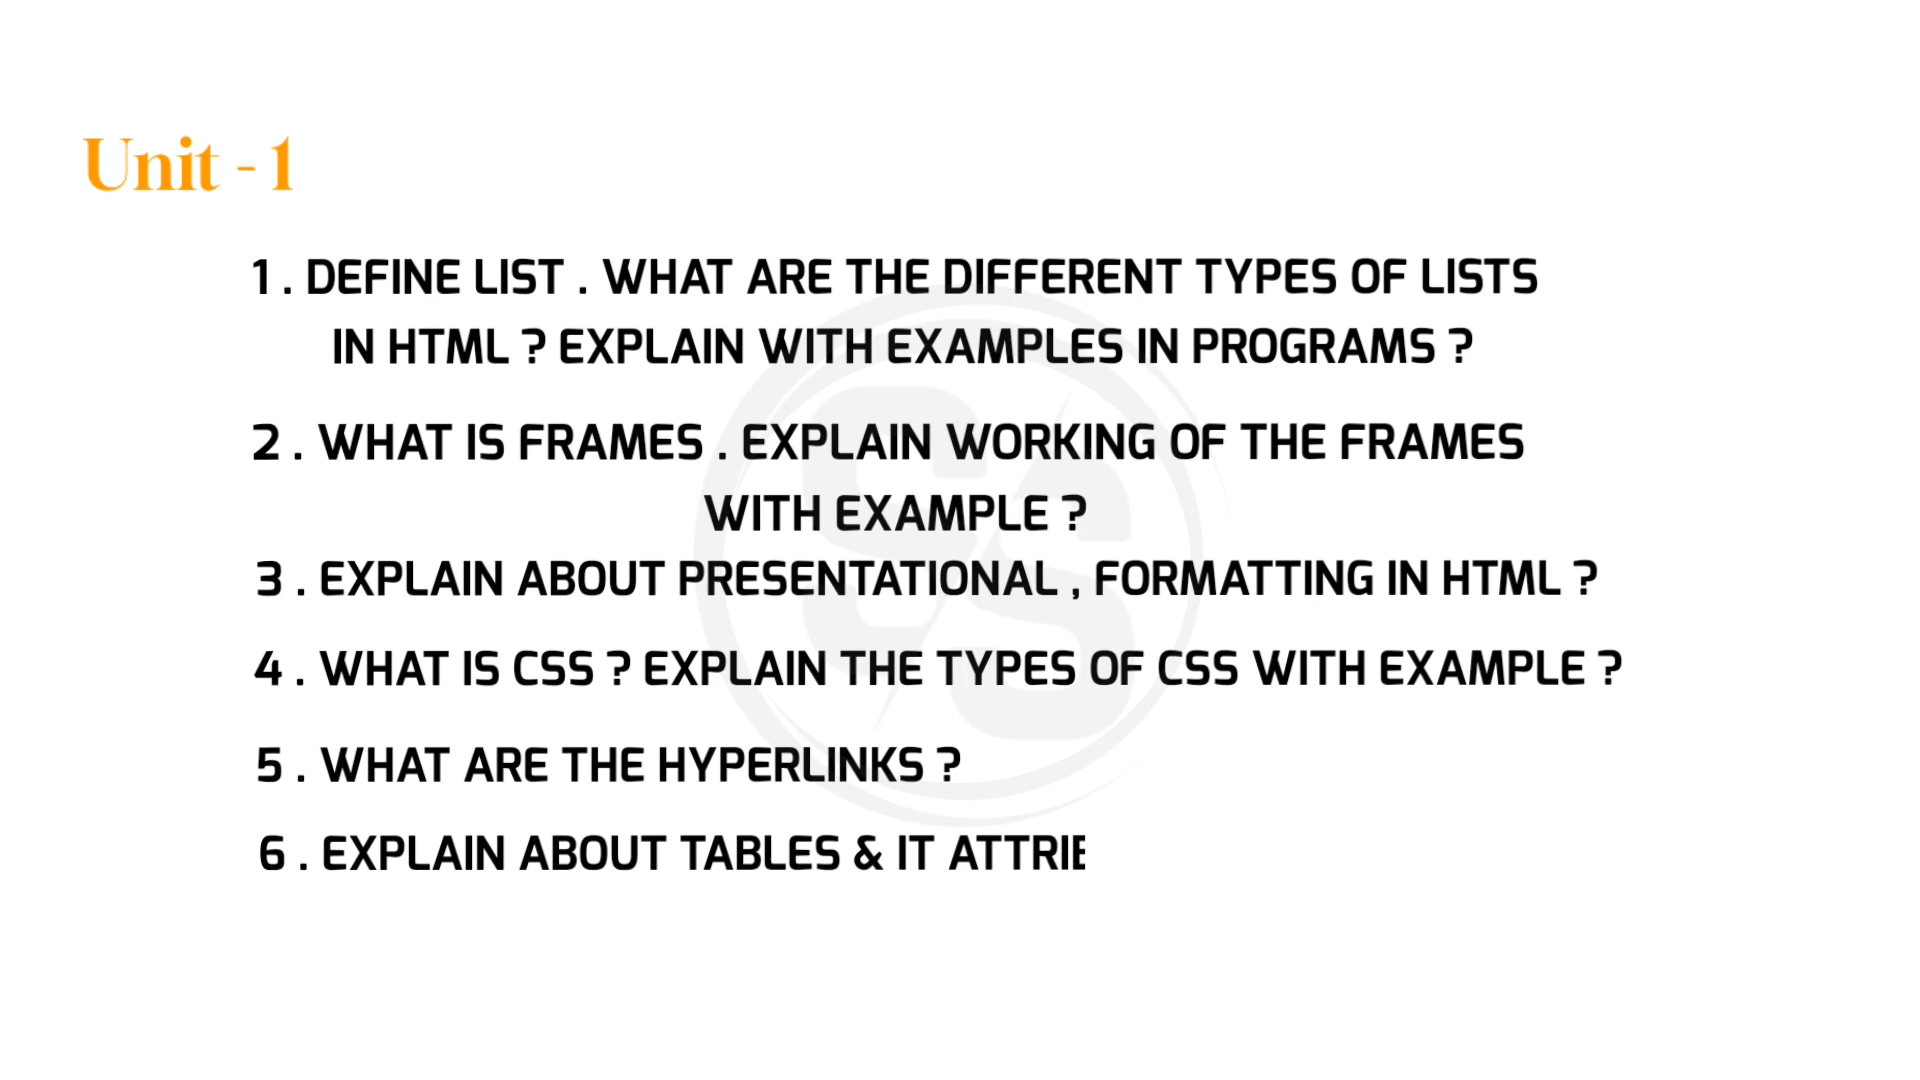 Unit - 1
1 . DEFINE LIST . WHAT ARE THE DIFFERENT TYPES OF LISTS
IN HTML ? EXPLAIN WITH EXAMPLES IN PROGRAMS ?
2 . WHAT IS FRAMES . EXPLAIN WORKING OF THE FRAMES
WITH EXAMPLE ?
3 . EXPLAIN ABOUT PRESENTATIONAL , FORMATTING IN HTML ?
4 . WHAT IS CSS ? EXPLAIN THE TYPES OF CSS WITH EXAMPLE ?
5 . WHAT ARE THE HYPERLINKS ?
6 . EXPLAIN ABOUT TABLES & IT